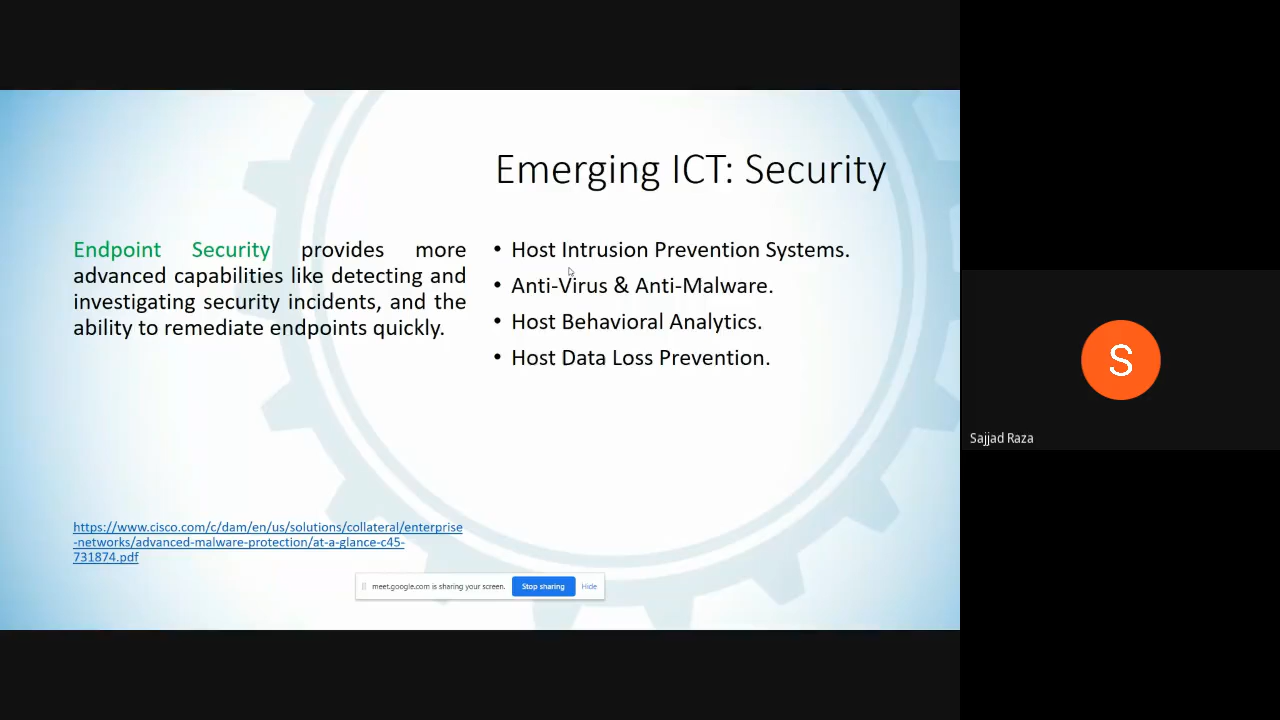 Emerging ICT: Security
Endpoint Security provides more
advanced capabilities like detecting and
investigating security incidents, and the
ability to remediate endpoints quickly.
• Host Intrusion Prevention Systems.
• Anti-Virus & Anti-Malware.
• Host Behavioral Analytics.
• Host Data Loss Prevention.
https://www.cisco.com/c/dam/en/us/solutions/collateral/enterprise
-networks/advanced-malware-protection/at-a-glance-c45-
731874.pdf
meet.google.com is sharing your screen. Stop sharing Hide
S
Sajjad Raza